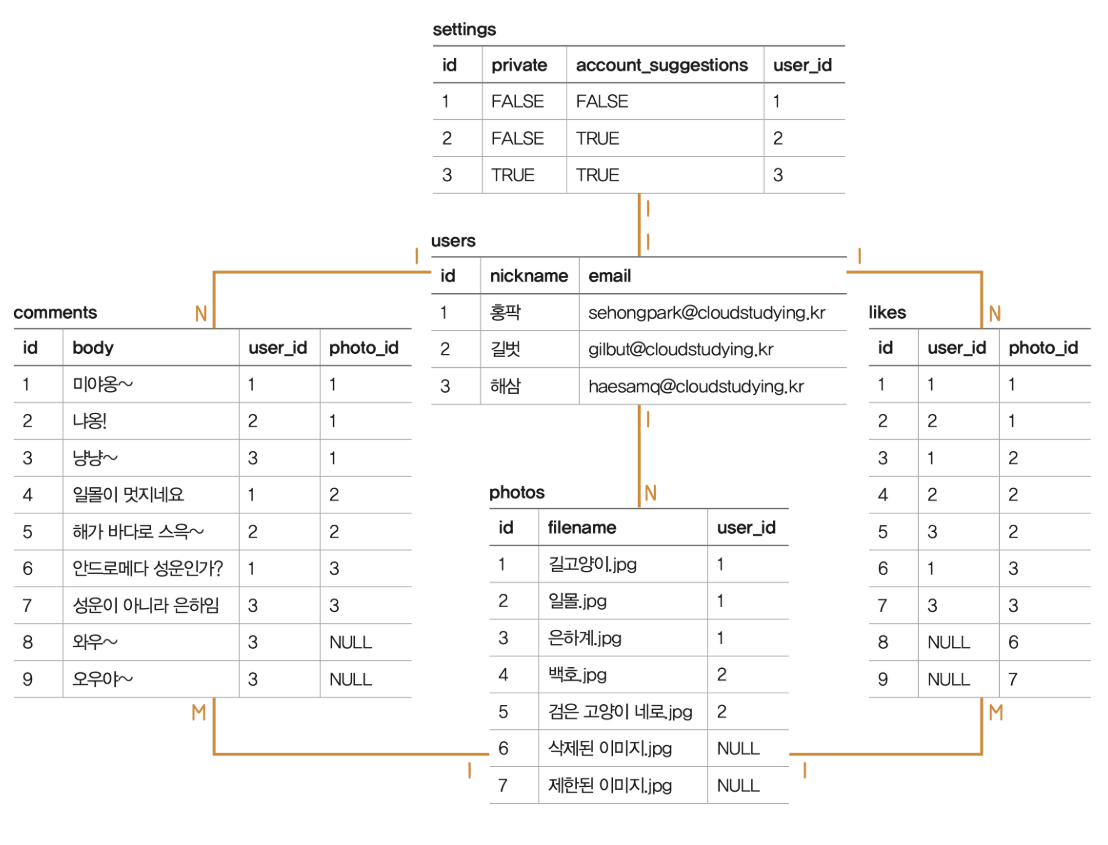 settings
id private account_suggestions user_id
1 FALSE FALSE 1
2 FALSE TRUE 2
3 TRUE TRUE 3
1
1
users
1
1
id nickname email
1 홍팍 sehongpark@cloudstudying.kr
2 길벗 gilbut@cloudstudying.kr
3 해삼 haesamq@cloudstudying.kr
1
N
comments
N
id body user_id photo_id
1 미야옹~ 1 1
2 냐옹! 2 1
3 냥냥~ 3 1
4 일몰이 멋지네요 1 2
5 해가 바다로 스윽~ 2 2
6 안드로메다 성운인가? 1 3
7 성운이 아니라 은하임 3 3
8 와우~ 3 NULL
9 오우야~ 3 NULL
M
1
photos
id filename user_id
1 길고양이.jpg 1
2 일몰.jpg 1
3 은하계.jpg 1
4 백호.jpg 2
5 검은 고양이 네로.jpg 2
6 삭제된 이미지.jpg NULL
7 제한된 이미지.jpg NULL
likes
N
id user_id photo_id
1 1 1
2 2 1
3 1 2
4 2 2
5 3 2
6 1 3
7 3 3
8 NULL 6
9 NULL 7
M
1